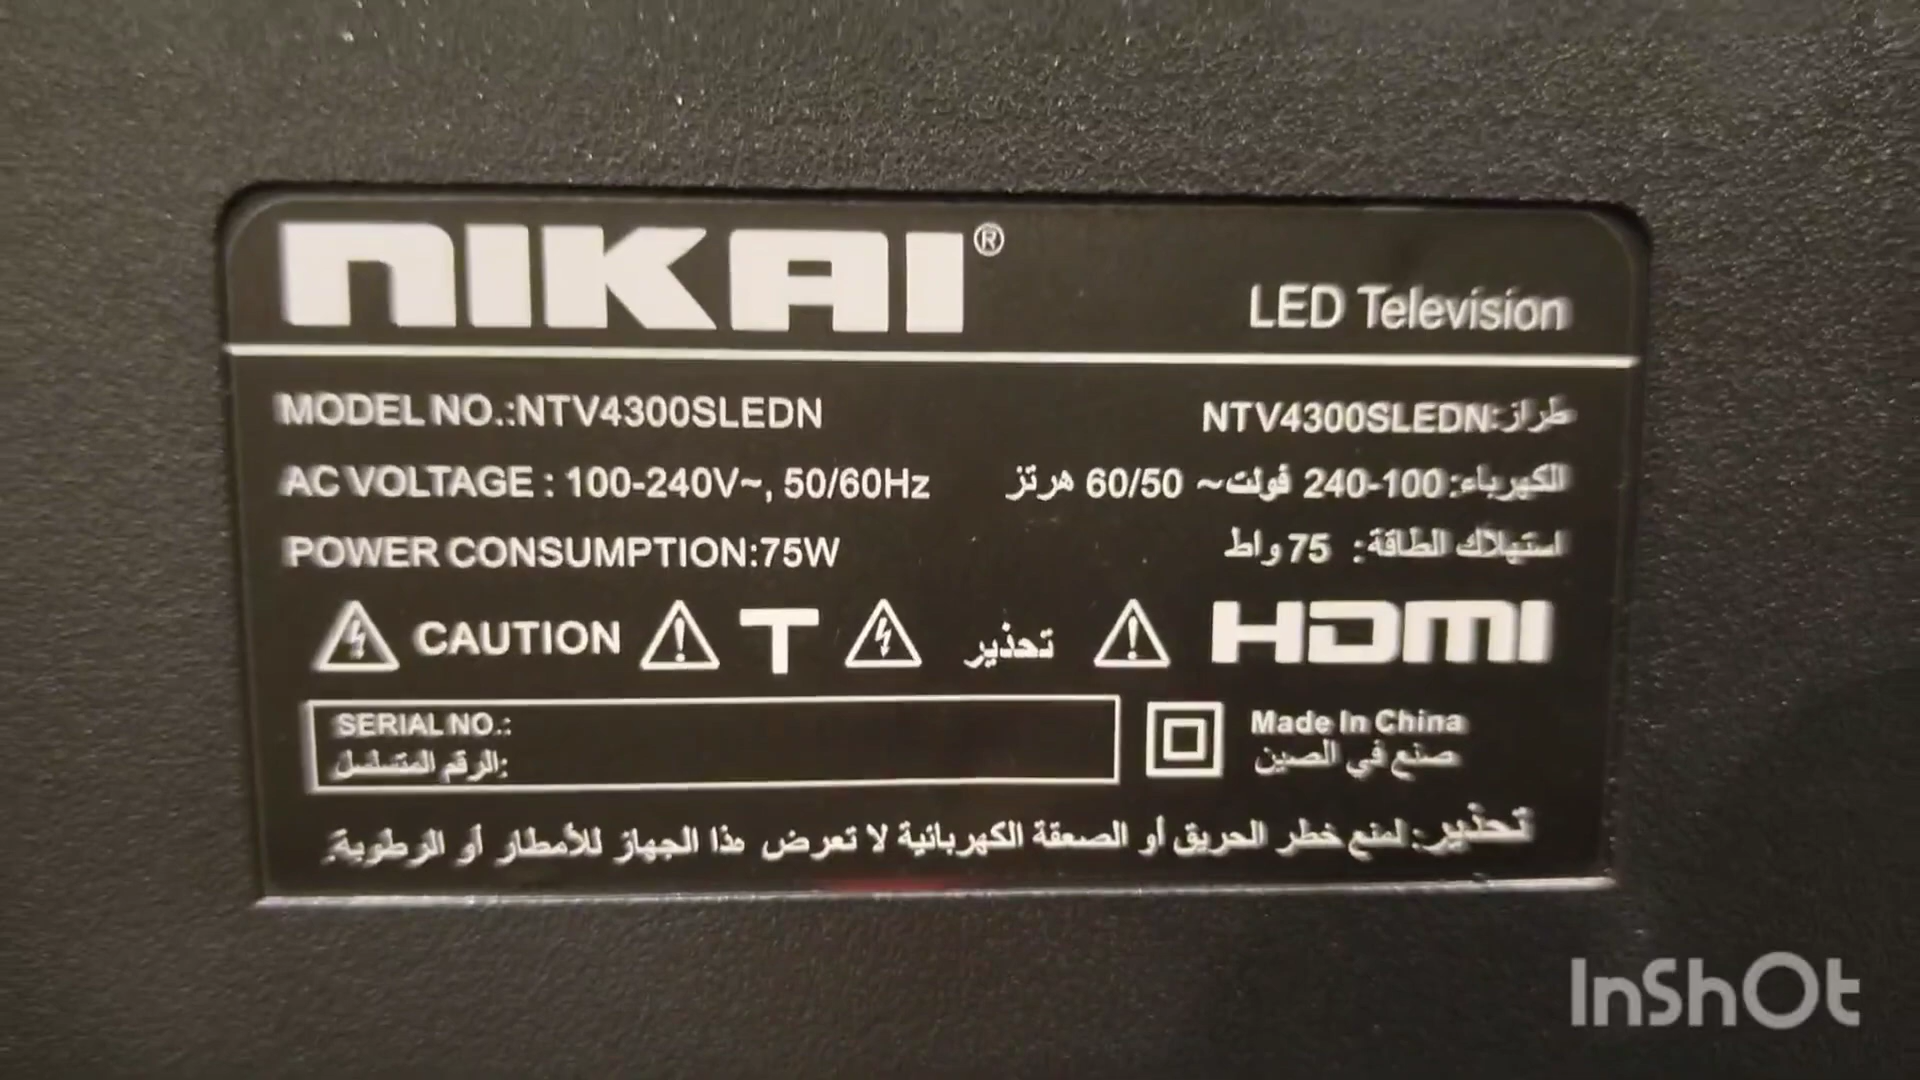 NIKAI®
LED Television
MODEL NO.:NTV4300SLEDN
طراز:NTV4300SLEDN
AC VOLTAGE : 100-240V~, 50/60Hz
الكهرباء: 100-240 فولت~ 60/50 هرتز
POWER CONSUMPTION:75W
استهلاك الطاقة: 75 واط
CAUTION T تحذير HDMI
SERIAL NO.:
الرقم المتسلسل:
Made In China
صنع في الصين
تحذير: لمنع خطر الحريق أو الصعقة الكهربائية لا تعرض هذا الجهاز للأمطار أو الرطوبة.
InShOt